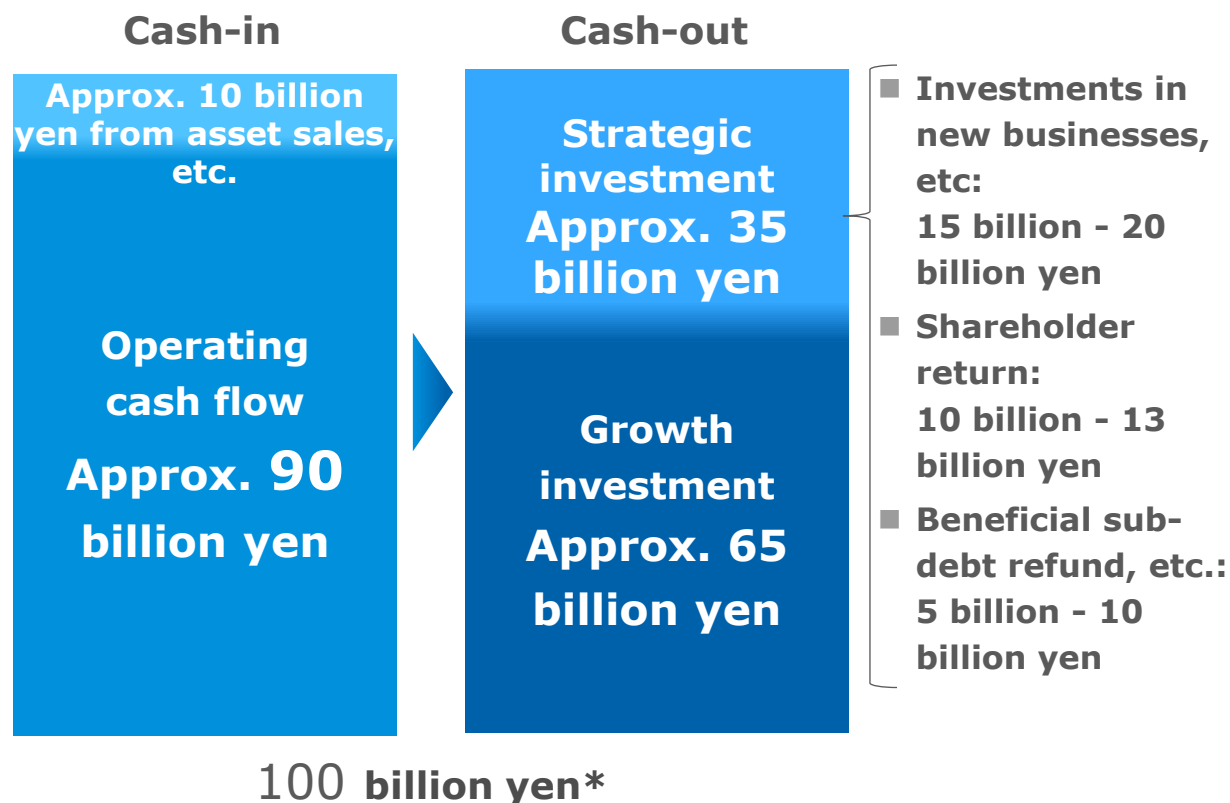 Cash-in
Approx. 10 billion
yen from asset sales,
etc.
Operating
cash flow
Approx. 90
billion yen
Cash-out
Strategic
investment
Approx. 35
billion yen
Growth
investment
Approx. 65
billion yen
■ Investments in
new businesses,
etc:
15 billion - 20
billion yen
■ Shareholder
return:
10 billion - 13
billion yen
■ Beneficial sub-
debt refund, etc.:
5 billion - 10
billion yen
100 billion yen*